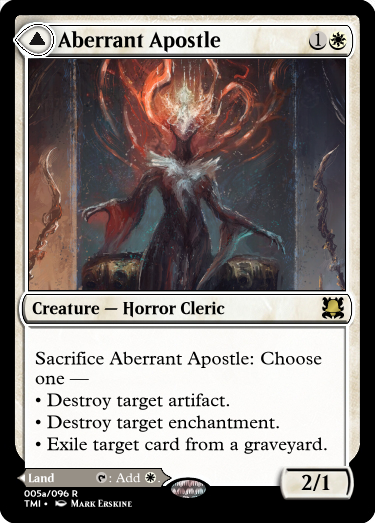 Aberrant Apostle 1
Creature — Horror Cleric
Sacrifice Aberrant Apostle: Choose
one —
• Destroy target artifact.
• Destroy target enchantment.
• Exile target card from a graveyard.
Land : Add .
2/1
005a/096 R
TMI • Mark Erskine